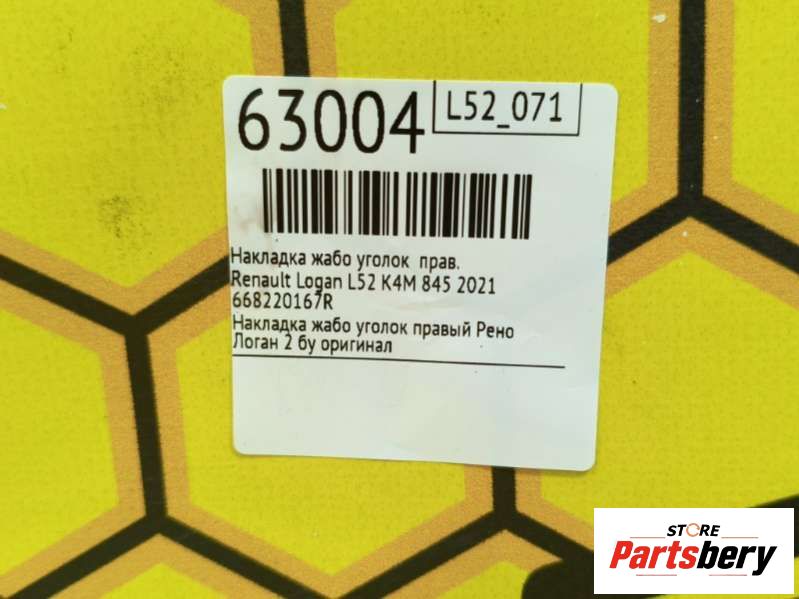 63004
L52_071
Накладка жабо уголок прав.
Renault Logan L52 K4M 845 2021
668220167R
Накладка жабо уголок правый Рено
Логан 2 бу оригинал
STORE
Partsbery